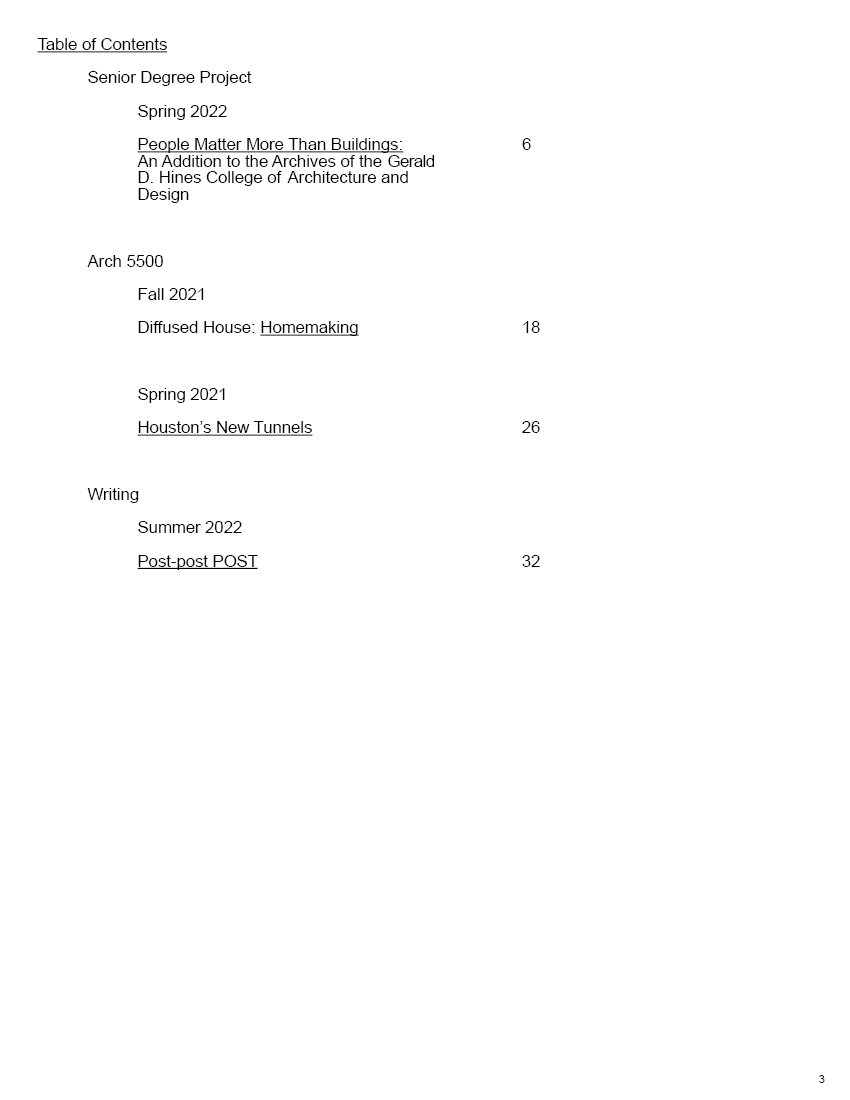 Table of Contents
Senior Degree Project
Spring 2022
People Matter More Than Buildings: 6
An Addition to the Archives of the Gerald
D. Hines College of Architecture and
Design
Arch 5500
Fall 2021
Diffused House: Homemaking 18
Spring 2021
Houston’s New Tunnels 26
Writing
Summer 2022
Post-post POST 32
3